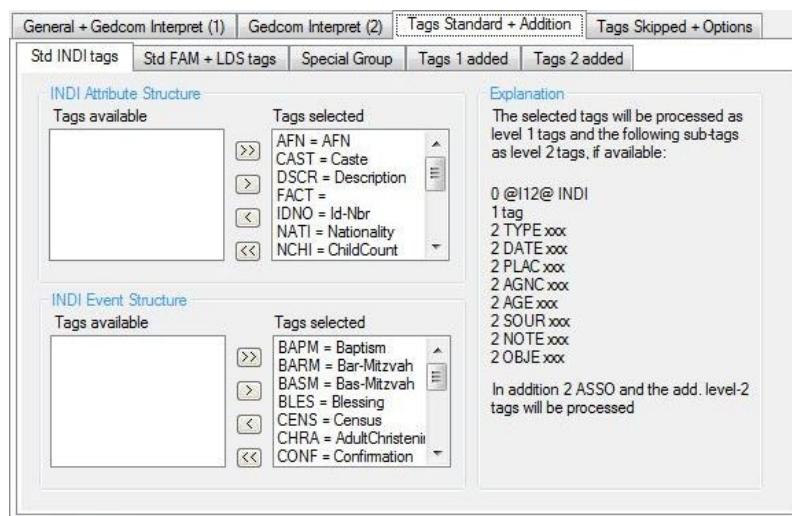 General + Gedcom Interpret (1) Gedcom Interpret (2) Tags Standard + Addition Tags Skipped + Options
Std INDI tags Std FAM + LDS tags Special Group Tags 1 added Tags 2 added
INDI Attribute Structure
Tags available
Tags selected
>>
>
<
<<
AFN = AFN
CAST = Caste
DSCR = Description
FACT =
IDNO = Id-Nbr
NATI = Nationality
NCHI = ChildCount
INDI Event Structure
Tags available
Tags selected
>>
>
<
<<
BAPM = Baptism
BARM = Bar-Mitzvah
BASM = Bas-Mitzvah
BLES = Blessing
CENS = Census
CHRA = AdultChristenin
CONF = Confirmation
Explanation
The selected tags will be processed as
level 1 tags and the following sub-tags
as level 2 tags, if available:
0 @I12@ INDI
1 tag
2 TYPE xxx
2 DATE xxx
2 PLAC xxx
2 AGNC xxx
2 AGE xxx
2 SOUR xxx
2 NOTE xxx
2 OBJE xxx
In addition 2 ASSO and the add. level-2
tags will be processed